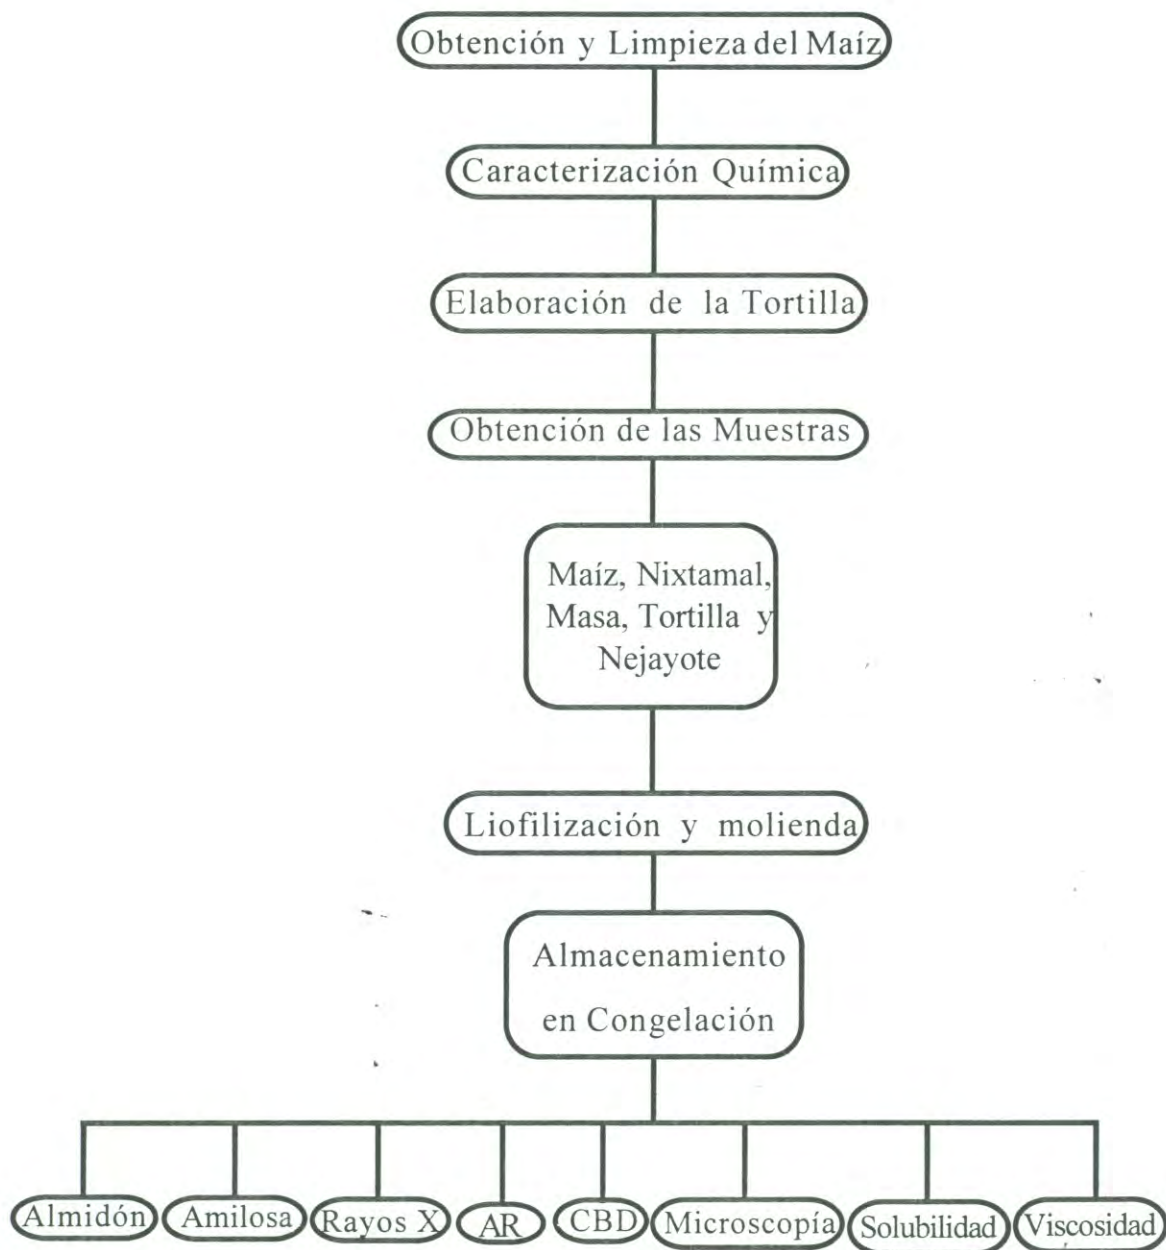 Obtención y Limpieza del Maíz
Caracterización Química
Elaboración de la Tortilla
Obtención de las Muestras
Maíz, Nixtamal,
Masa, Tortilla y
Nejayote
Liofilización y molienda
Almacenamiento
en Congelación
Almidón
Amilosa
Rayos X
AR
CBD
Microscopía
Solubilidad
Viscosidad